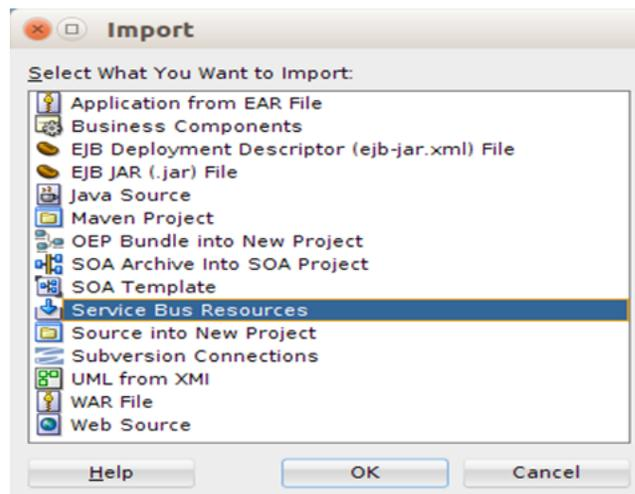 Import
Select What You Want to Import:
Application from EAR File
Business Components
EJB Deployment Descriptor (ejb-jar.xml) File
EJB JAR (.jar) File
Java Source
Maven Project
OEP Bundle into New Project
SOA Archive Into SOA Project
SOA Template
Service Bus Resources
Source into New Project
Subversion Connections
UML from XMI
WAR File
Web Source
Help OK Cancel